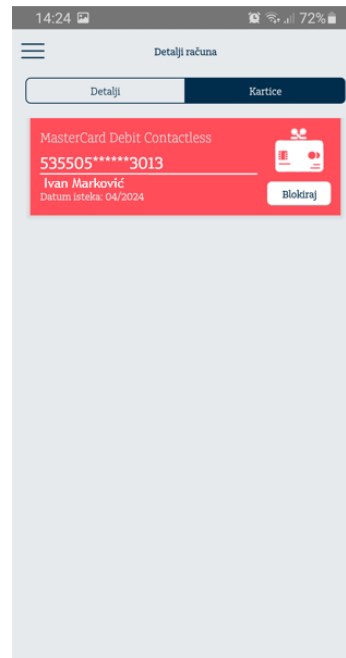 14:24 72%
Detalji računa
Detalji Kartice
MasterCard Debit Contactless
535505******3013
Ivan Marković
Datum isteka: 04/2024
Blokiraj